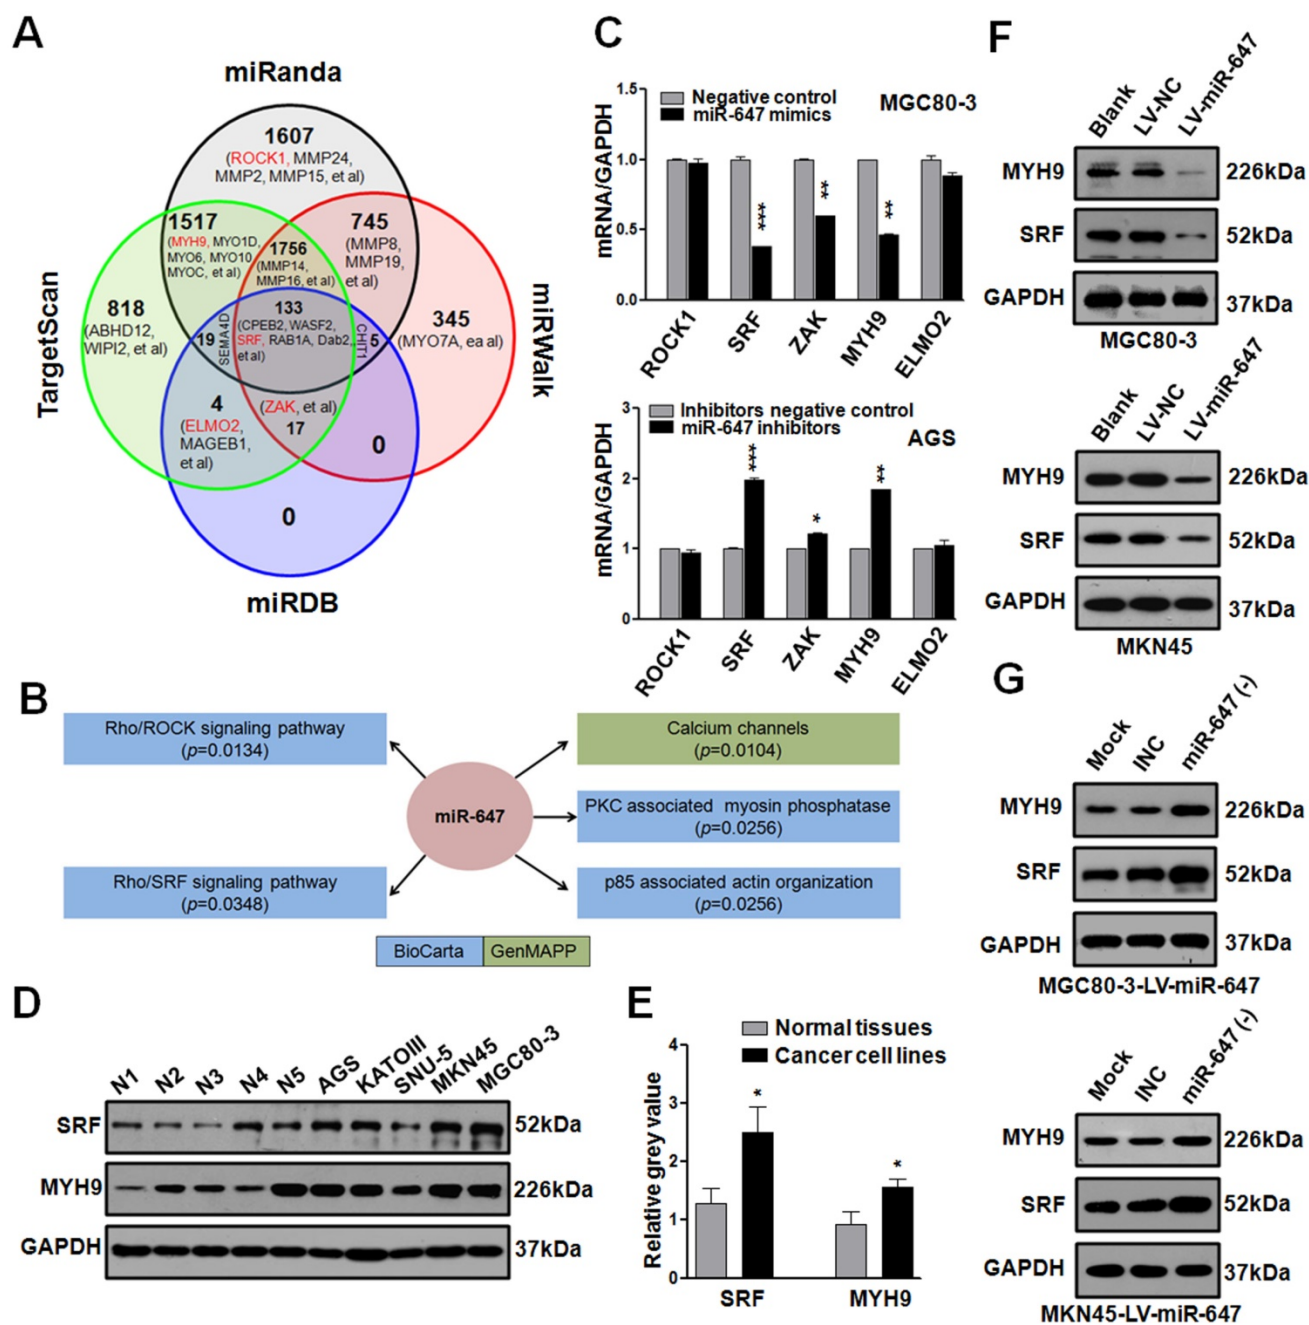 A
miRanda
1607
(ROCK1, MMP24,
MMP2, MMP15, et al)
1517
(MYH9, MYO1D,
MYO6, MYO10
MYOC, et al)
1756
(MMP14,
MMP16, et al)
745
(MMP8,
MMP19,
et al)
TargetScan
818
(ABHD12,
WIPI2, et al)
19
SEMA4D
133
(CPEB2, WASF2,
SRF, RAB1A, Dab2,
et al)
CHIT1
5
345
(MYO7A, ea al)
miRWalk
4
(ELMO2,
MAGEB1,
et al)
(ZAK, et al)
17
0
0
miRDB
B
Rho/ROCK signaling pathway
(p=0.0134)
Calcium channels
(p=0.0104)
miR-647
PKC associated myosin phosphatase
(p=0.0256)
Rho/SRF signaling pathway
(p=0.0348)
p85 associated actin organization
(p=0.0256)
BioCarta GenMAPP
C
mRNA/GAPDH
1.5
1.0
0.5
0.0
Negative control
miR-647 mimics
MGC80-3
***
**
**
ROCK1 SRF ZAK MYH9 ELMO2
mRNA/GAPDH
3
2
1
0
Inhibitors negative control
miR-647 inhibitors
AGS
***
*
**
ROCK1 SRF ZAK MYH9 ELMO2
D
N1 N2 N3 N4 N5 AGS KATOIII SNU-5 MKN45 MGC80-3
SRF 52kDa
MYH9 226kDa
GAPDH 37kDa
E
Normal tissues
Cancer cell lines
Relative grey value
4
3
2
1
0
*
*
SRF MYH9
F
Blank LV-NC LV-miR-647
MYH9 226kDa
SRF 52kDa
GAPDH 37kDa
MGC80-3
Blank LV-NC LV-miR-647
MYH9 226kDa
SRF 52kDa
GAPDH 37kDa
MKN45
G
Mock INC miR-647 (-)
MYH9 226kDa
SRF 52kDa
GAPDH 37kDa
MGC80-3-LV-miR-647
Mock INC miR-647 (-)
MYH9 226kDa
SRF 52kDa
GAPDH 37kDa
MKN45-LV-miR-647